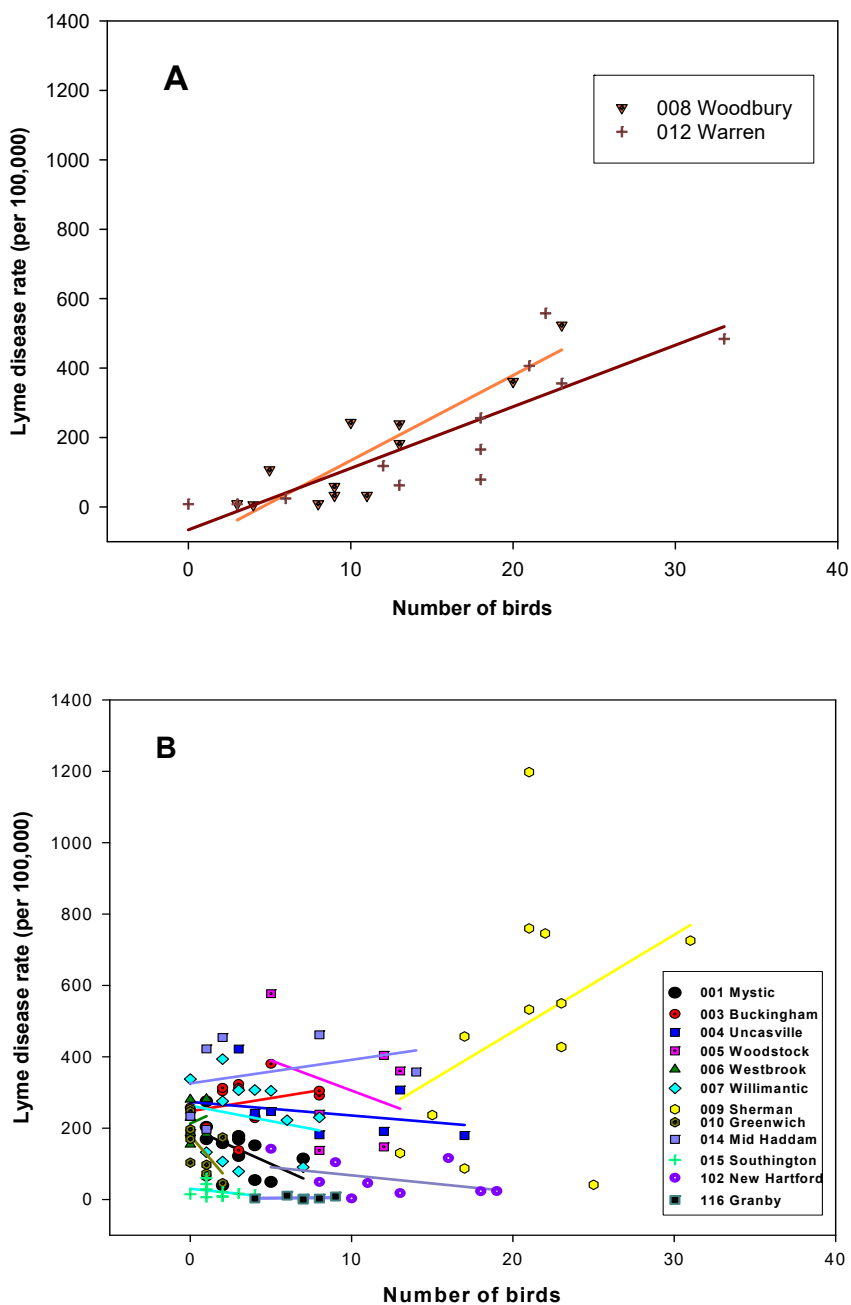 1400
A
1200
008 Woodbury
012 Warren
1000
800
600
400
200
0
Lyme disease rate (per 100,000)
0 10 20 30 40
Number of birds
1400
B
1200
1000
800
600
400
200
0
Lyme disease rate (per 100,000)
001 Mystic
003 Buckingham
004 Uncasville
005 Woodstock
006 Westbrook
007 Willimantic
009 Sherman
010 Greenwich
014 Mid Haddam
015 Southington
102 New Hartford
116 Granby
0 10 20 30 40
Number of birds